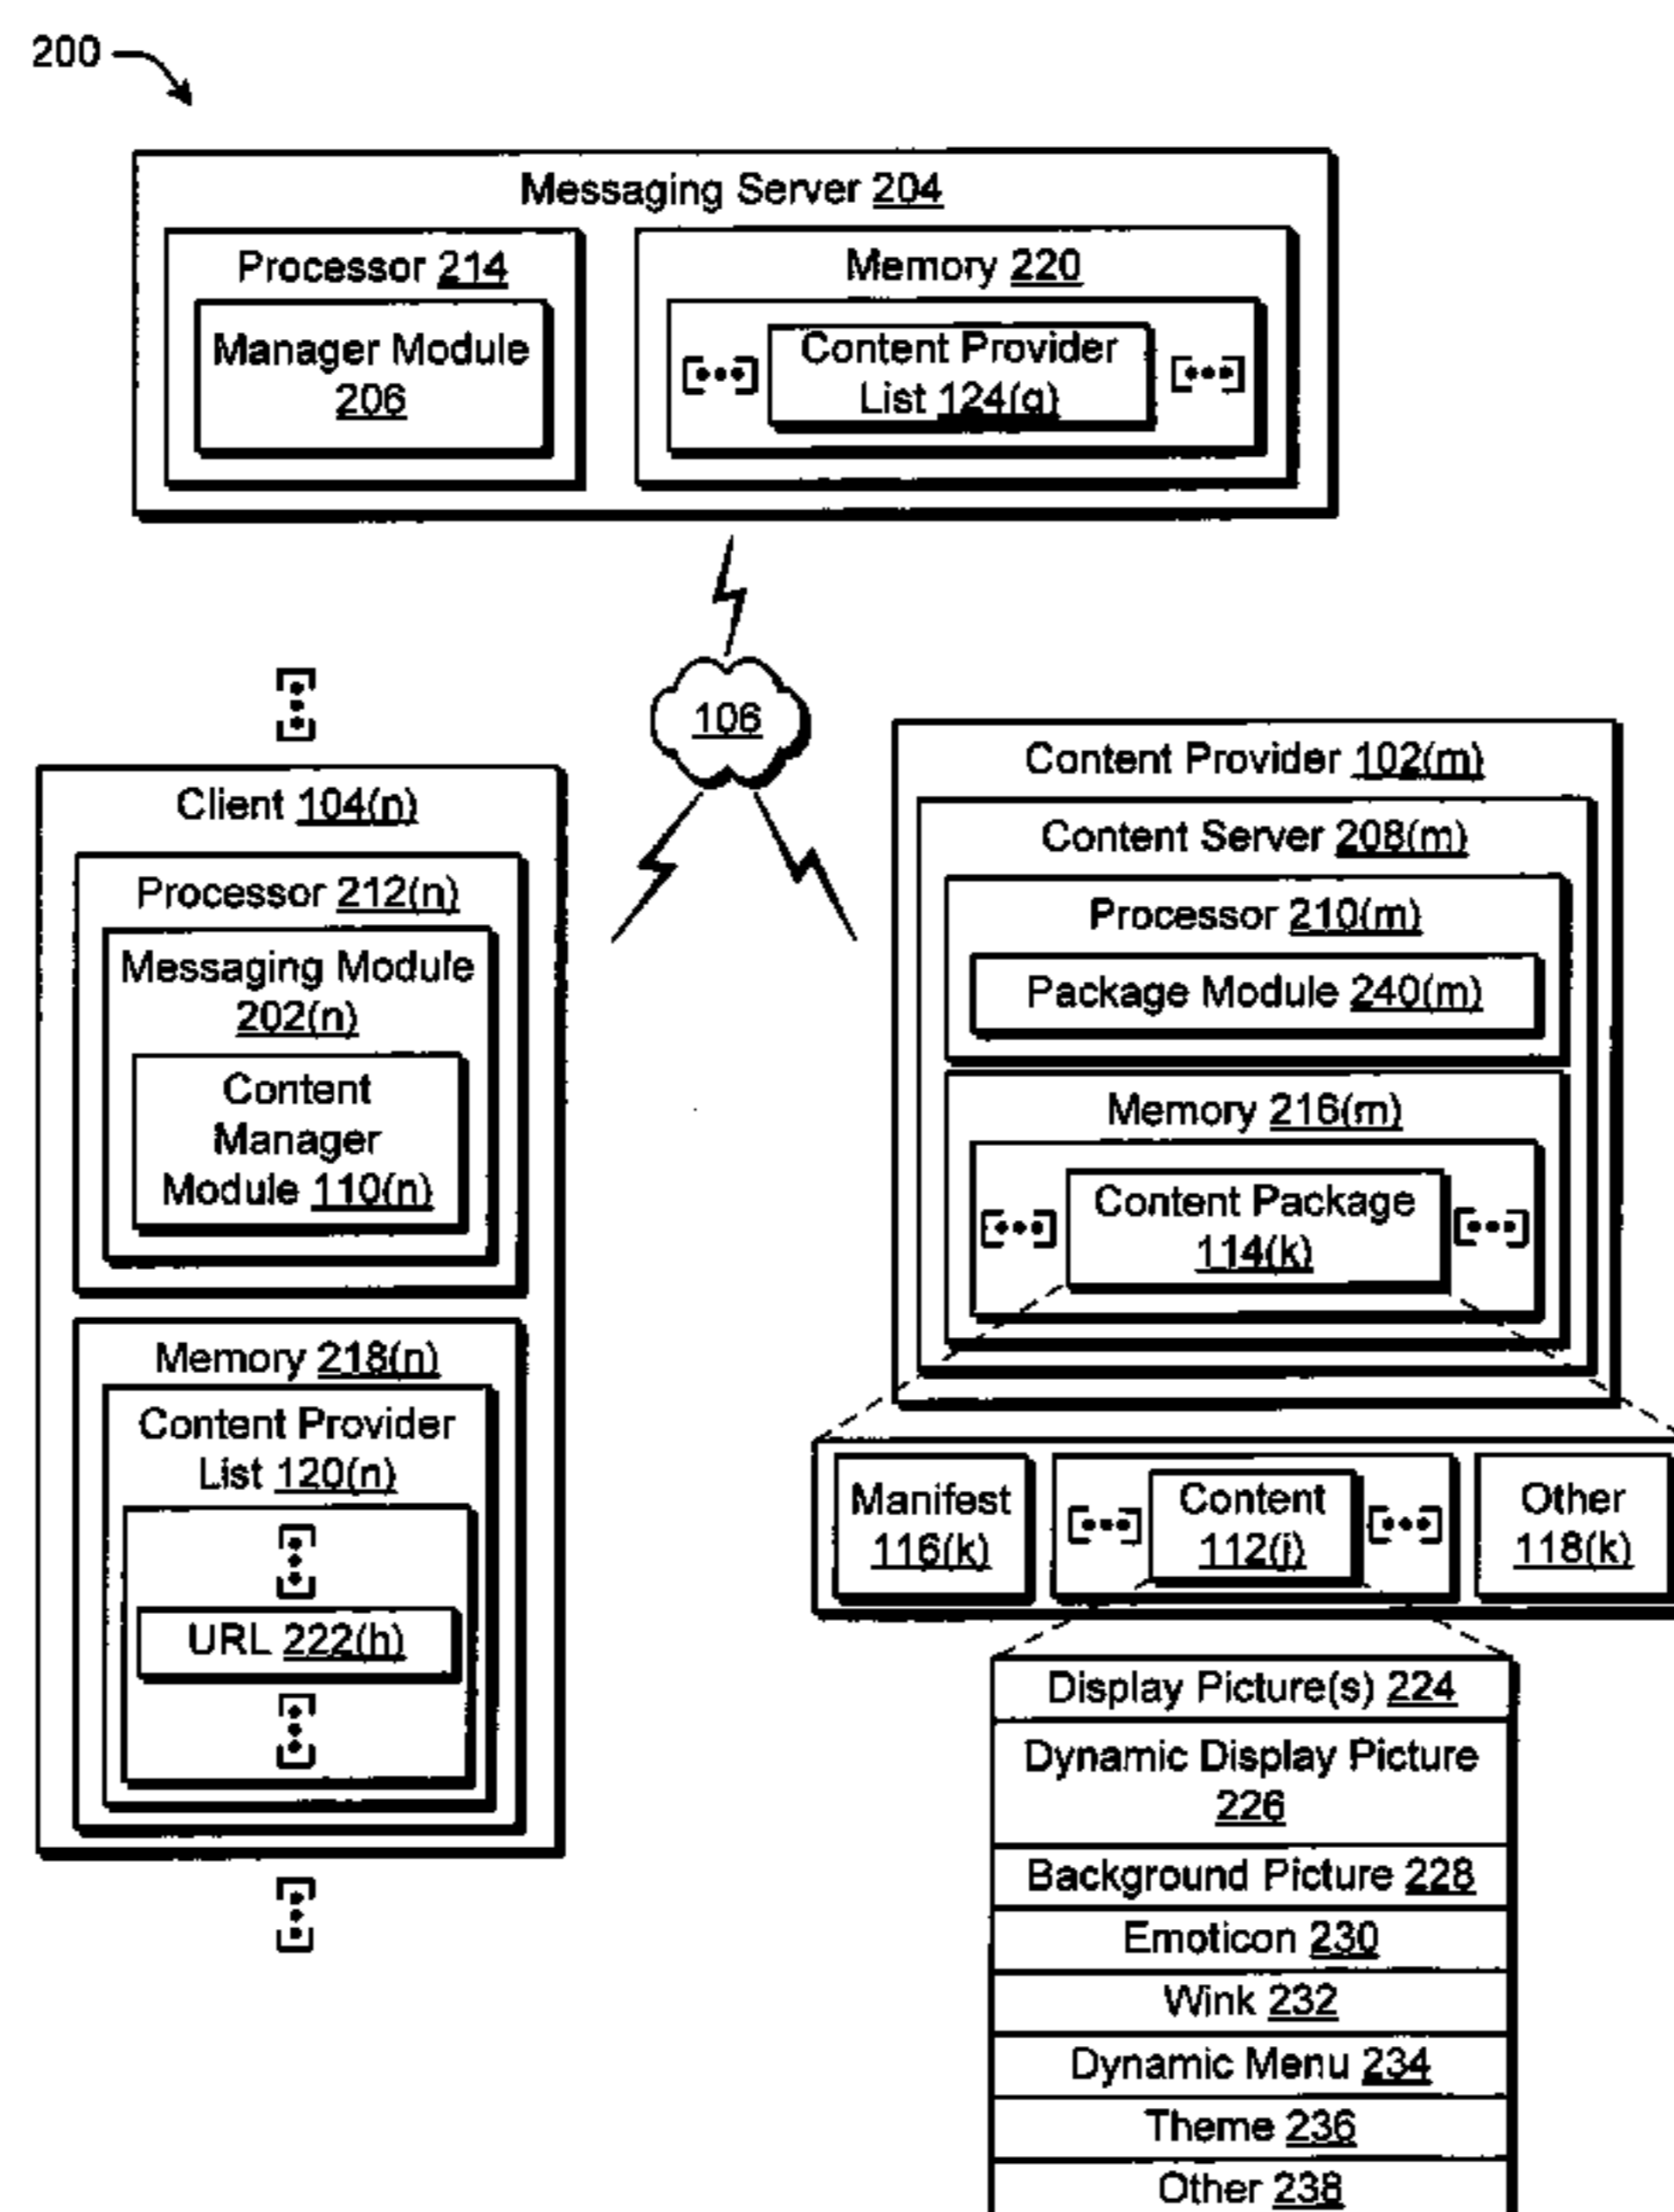 200
Messaging Server 204
Processor 214
Manager Module
206
Memory 220
Content Provider
List 124(g)
106
Client 104(n)
Processor 212(n)
Messaging Module
202(n)
Content
Manager
Module 110(n)
Memory 218(n)
Content Provider
List 120(n)
URL 222(h)
Content Provider 102(m)
Content Server 208(m)
Processor 210(m)
Package Module 240(m)
Memory 216(m)
Content Package
114(k)
Manifest
116(k)
Content
112(j)
Other
118(k)
Display Picture(s) 224
Dynamic Display Picture
226
Background Picture 228
Emoticon 230
Wink 232
Dynamic Menu 234
Theme 236
Other 238